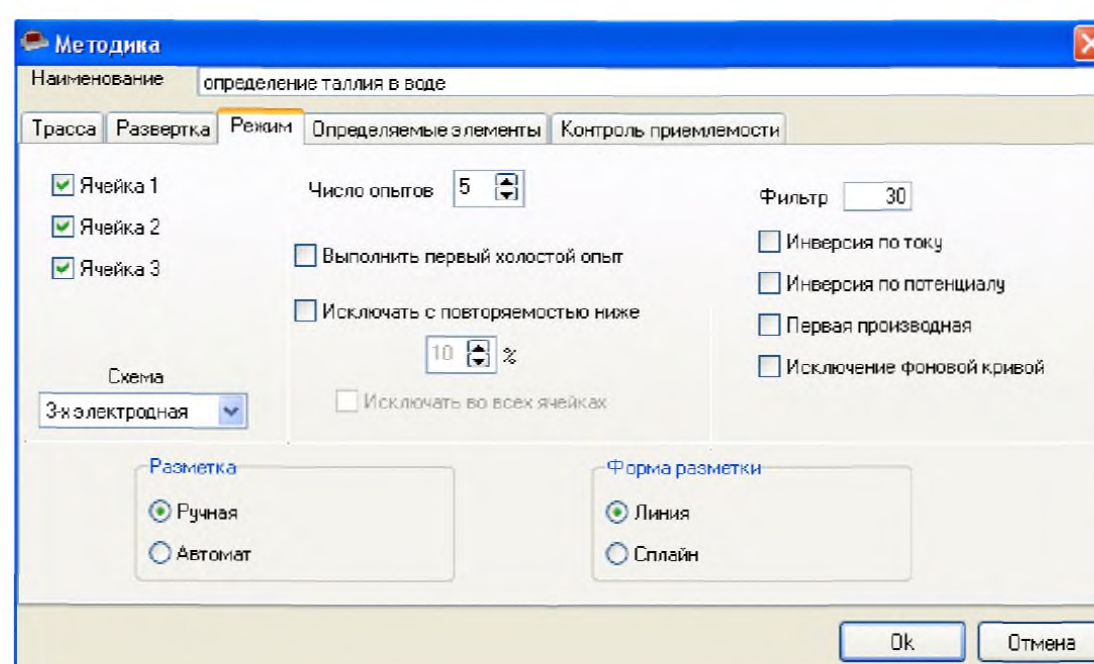 Методика
Наименование определение таллия в воде
Трасса Развертка Режим Определяемые элементы Контроль приемлемости
Ячейка 1
Ячейка 2
Ячейка 3
Схема
3-х электродная
Число опытов 5
Выполнить первый холостой опыт
Исключать с повторяемостью ниже
10 %
Исключать во всех ячейках
Фильтр 30
Инверсия по току
Инверсия по потенциалу
Первая производная
Исключение фоновой кривой
Разметка
Ручная
Автомат
Форма разметки
Линия
Сплайн
Ok Отмена